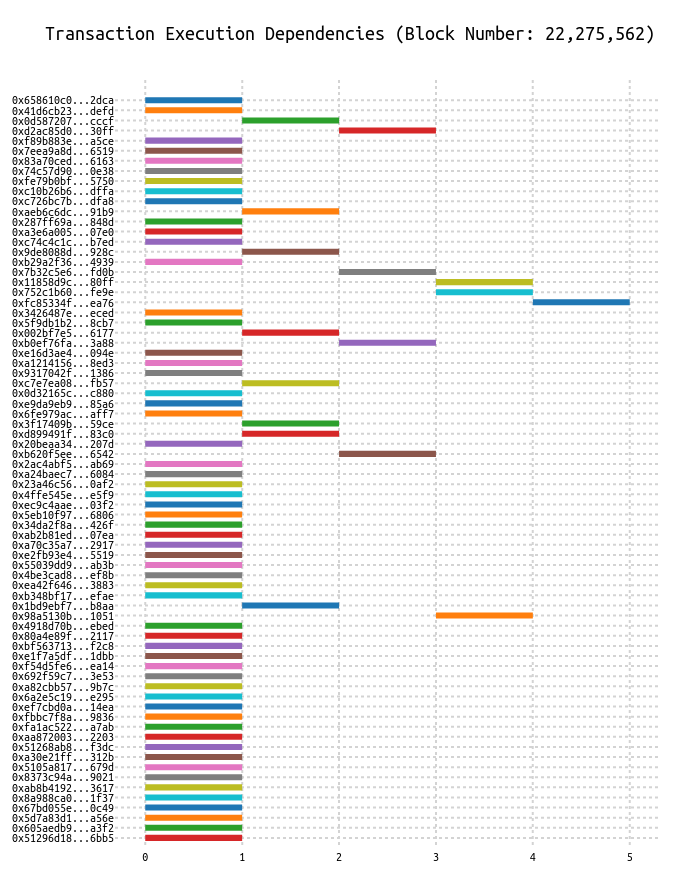 Transaction Execution Dependencies (Block Number: 22,275,562)
0x658610c0...2dca
0x41d6cb23...defd
0x0d587207...cccf
0xd2ac85d0...30ff
0xf89b883e...a5ce
0x7eea9a8d...6519
0x83a70ced...6163
0x74c57d90...0e38
0xfe79b0bf...5750
0xc10b26b6...dffa
0xc726bc7b...dfa8
0xaeb6c6dc...91b9
0x287ff69a...848d
0xa3e6a005...07e0
0xc74c4c1c...b7ed
0x9de8088d...928c
0xb29a2f36...4939
0x7b32c5e6...fd0b
0x11858d9c...80ff
0x752c1b60...fe9e
0xfc85334f...ea76
0x3426487e...eced
0x5f9db1b2...8cb7
0x002bf7e5...6177
0xb0ef76fa...3a88
0xe16d3ae4...094e
0xa1214156...8ed3
0x9317042f...1386
0xc7e7ea08...fb57
0x0d32165c...c880
0xe9da9eb9...85a6
0x6fe979ac...aff7
0x3f17409b...59ce
0xd899491f...83c0
0x20beaa34...207d
0xb620f5ee...6542
0x2ac4abf5...ab69
0xa24baec7...6084
0x23a46c56...0af2
0x4ffe545e...e5f9
0xec9c4aae...03f2
0x5eb10f97...6806
0x34da2f8a...426f
0xab2b81ed...07ea
0xa70c35a7...2917
0xe2fb93e4...5519
0x55039dd9...ab3b
0x4be3cad8...ef8b
0xea42f646...3883
0xb348bf17...efae
0x1bd9ebf7...b8aa
0x98a5130b...1051
0x4918d70b...ebed
0x80a4e89f...2117
0xbf563713...f2c8
0xe1f7a5df...1dbb
0xf54d5fe6...ea14
0x692f59c7...3e53
0xa82cbb57...9b7c
0x6a2e5c19...e295
0xef7cbd0a...14ea
0xfbbc7f8a...9836
0xfa1ac522...a7ab
0xaa872003...2203
0x51268ab8...f3dc
0xa30e21ff...312b
0x5105a817...679d
0x8373c94a...9021
0xab8b4192...3617
0x8a988ca0...1f37
0x67bd055e...0c49
0x5d7a83d1...a56e
0x605aedb9...a3f2
0x51296d18...6bb5
0 1 2 3 4 5